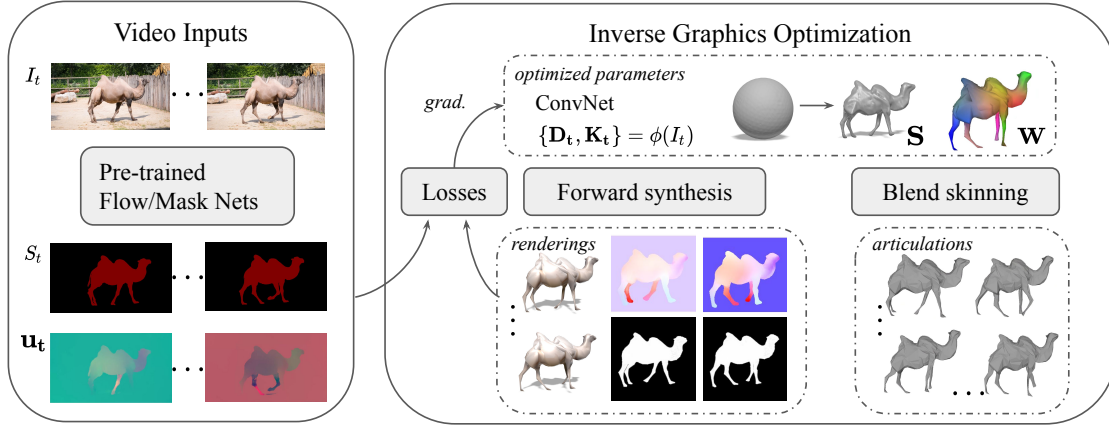 Video Inputs
I_t
. . .
Pre-trained
Flow/Mask Nets
S_t
. . .
u_t
. . .
Inverse Graphics Optimization
optimized parameters
ConvNet
{D_t, K_t} = ϕ(I_t)
S
W
grad.
Losses
Forward synthesis
Blend skinning
renderings
articulations